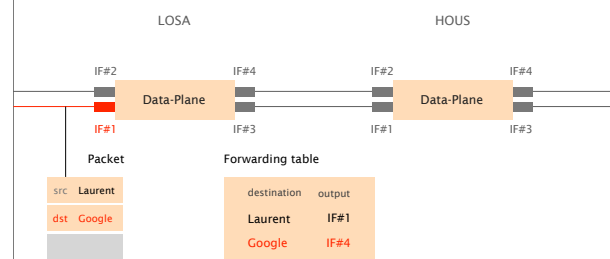 LOSA HOUS
IF#2 IF#4 IF#2 IF#4
Data-Plane Data-Plane
IF#1 IF#3 IF#1 IF#3
Packet Forwarding table
src Laurent
dst Google
destination output
Laurent IF#1
Google IF#4